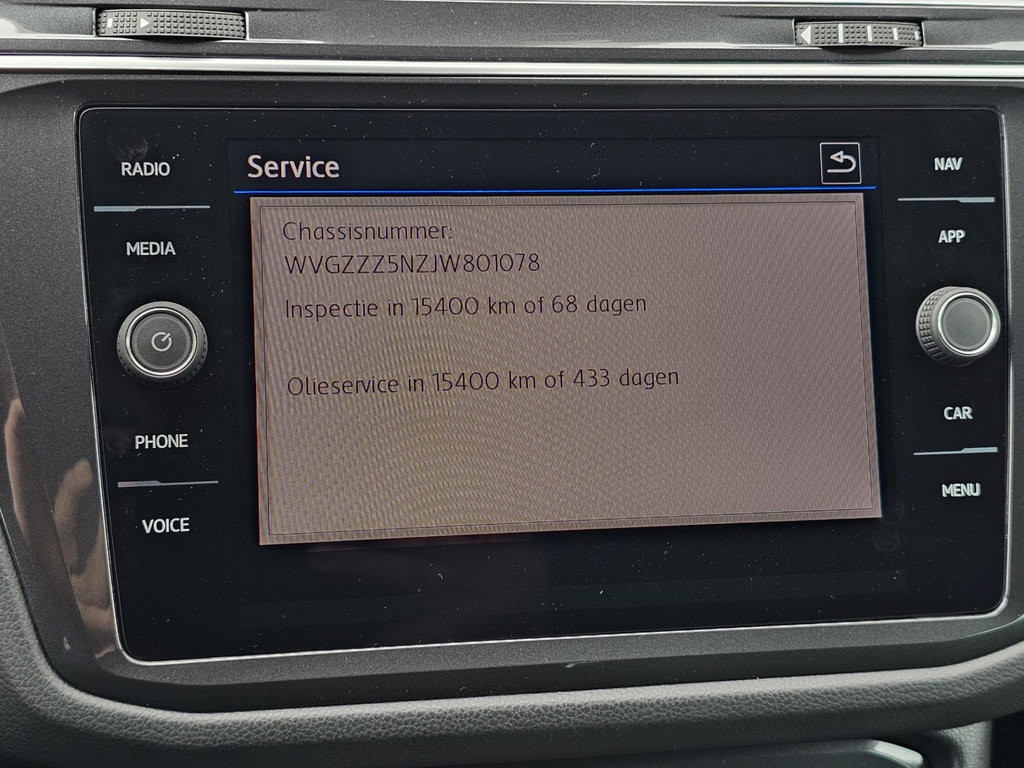 RADIO
Service
NAV
MEDIA
APP
Chassisnummer:
WVGZZZ5NZJW801078
Inspectie in 15400 km of 68 dagen
Olieservice in 15400 km of 433 dagen
PHONE
CAR
VOICE
MENU